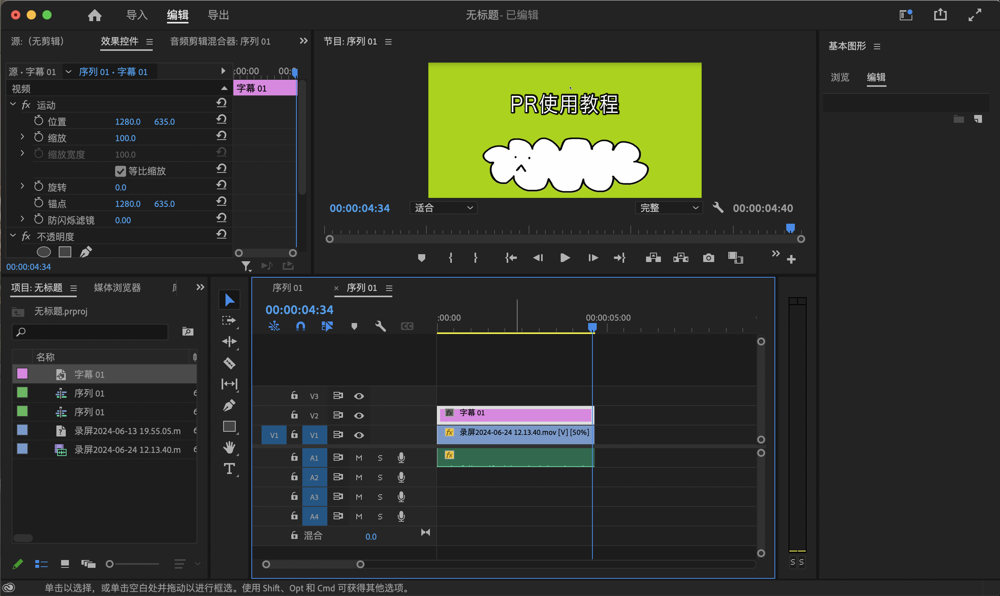 导入 编辑 导出 无标题- 已编辑
源:（无剪辑） 效果控件 音频剪辑混合器: 序列 01
节目: 序列 01
基本图形
浏览 编辑
源・字幕 01 序列 01・字幕 01
:00:00 00:0
视频
字幕 01
fx 运动
位置 1280.0 635.0
缩放 100.0
缩放宽度 100.0
等比缩放
旋转 0.0
锚点 1280.0 635.0
防闪烁滤镜 0.00
fx 不透明度
00:00:04:34
PR使用教程
00:00:04:34 适合 完整 00:00:04:40
项目: 无标题 媒体浏览器
无标题.prproj
名称
字幕 01
序列 01
序列 01
录屏2024-06-13 19.55.05.m
录屏2024-06-24 12.13.40.m
T
序列 01 × 序列 01
00:00:04:34
CC
:00:00 00:00:05:00
V3
V2 fx 字幕 01
V1 V1 fx 录屏2024-06-24 12.13.40.mov [V] [50%]
A1 M S fx
A2 M S
A3 M S
A4 M S
混合 0.0
S S
单击以选择，或单击空白处并拖动以进行框选。使用 Shift、Opt 和 Cmd 可获得其他选项。